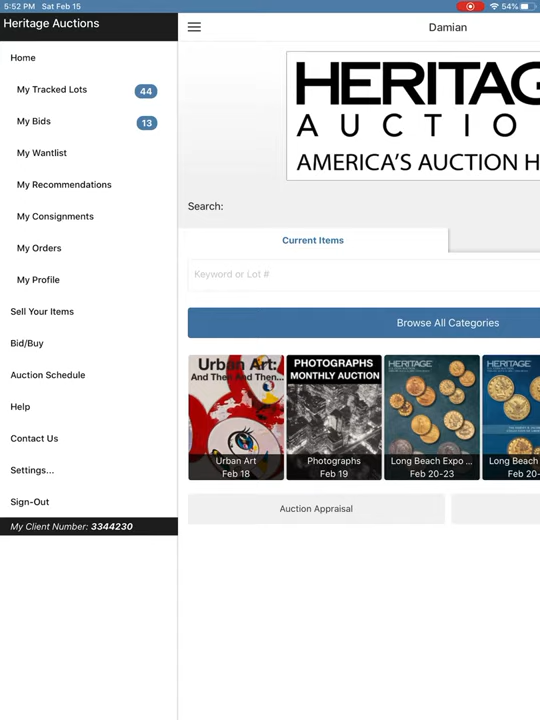 5:52 PM Sat Feb 15
54%
Heritage Auctions
Home
My Tracked Lots 44
My Bids 13
My Wantlist
My Recommendations
My Consignments
My Orders
My Profile
Sell Your Items
Bid/Buy
Auction Schedule
Help
Contact Us
Settings...
Sign-Out
My Client Number: 3344230
Damian
HERITAG
AUCTIO
AMERICA'S AUCTION H
Search:
Current Items
Keyword or Lot #
Browse All Categories
Urban Art:
And Then And Then...
Urban Art
Feb 18
PHOTOGRAPHS
MONTHLY AUCTION
Photographs
Feb 19
HERITAGE
Long Beach Expo ...
Feb 20-23
HERITAGE
Long Beach
Feb 20-
Auction Appraisal